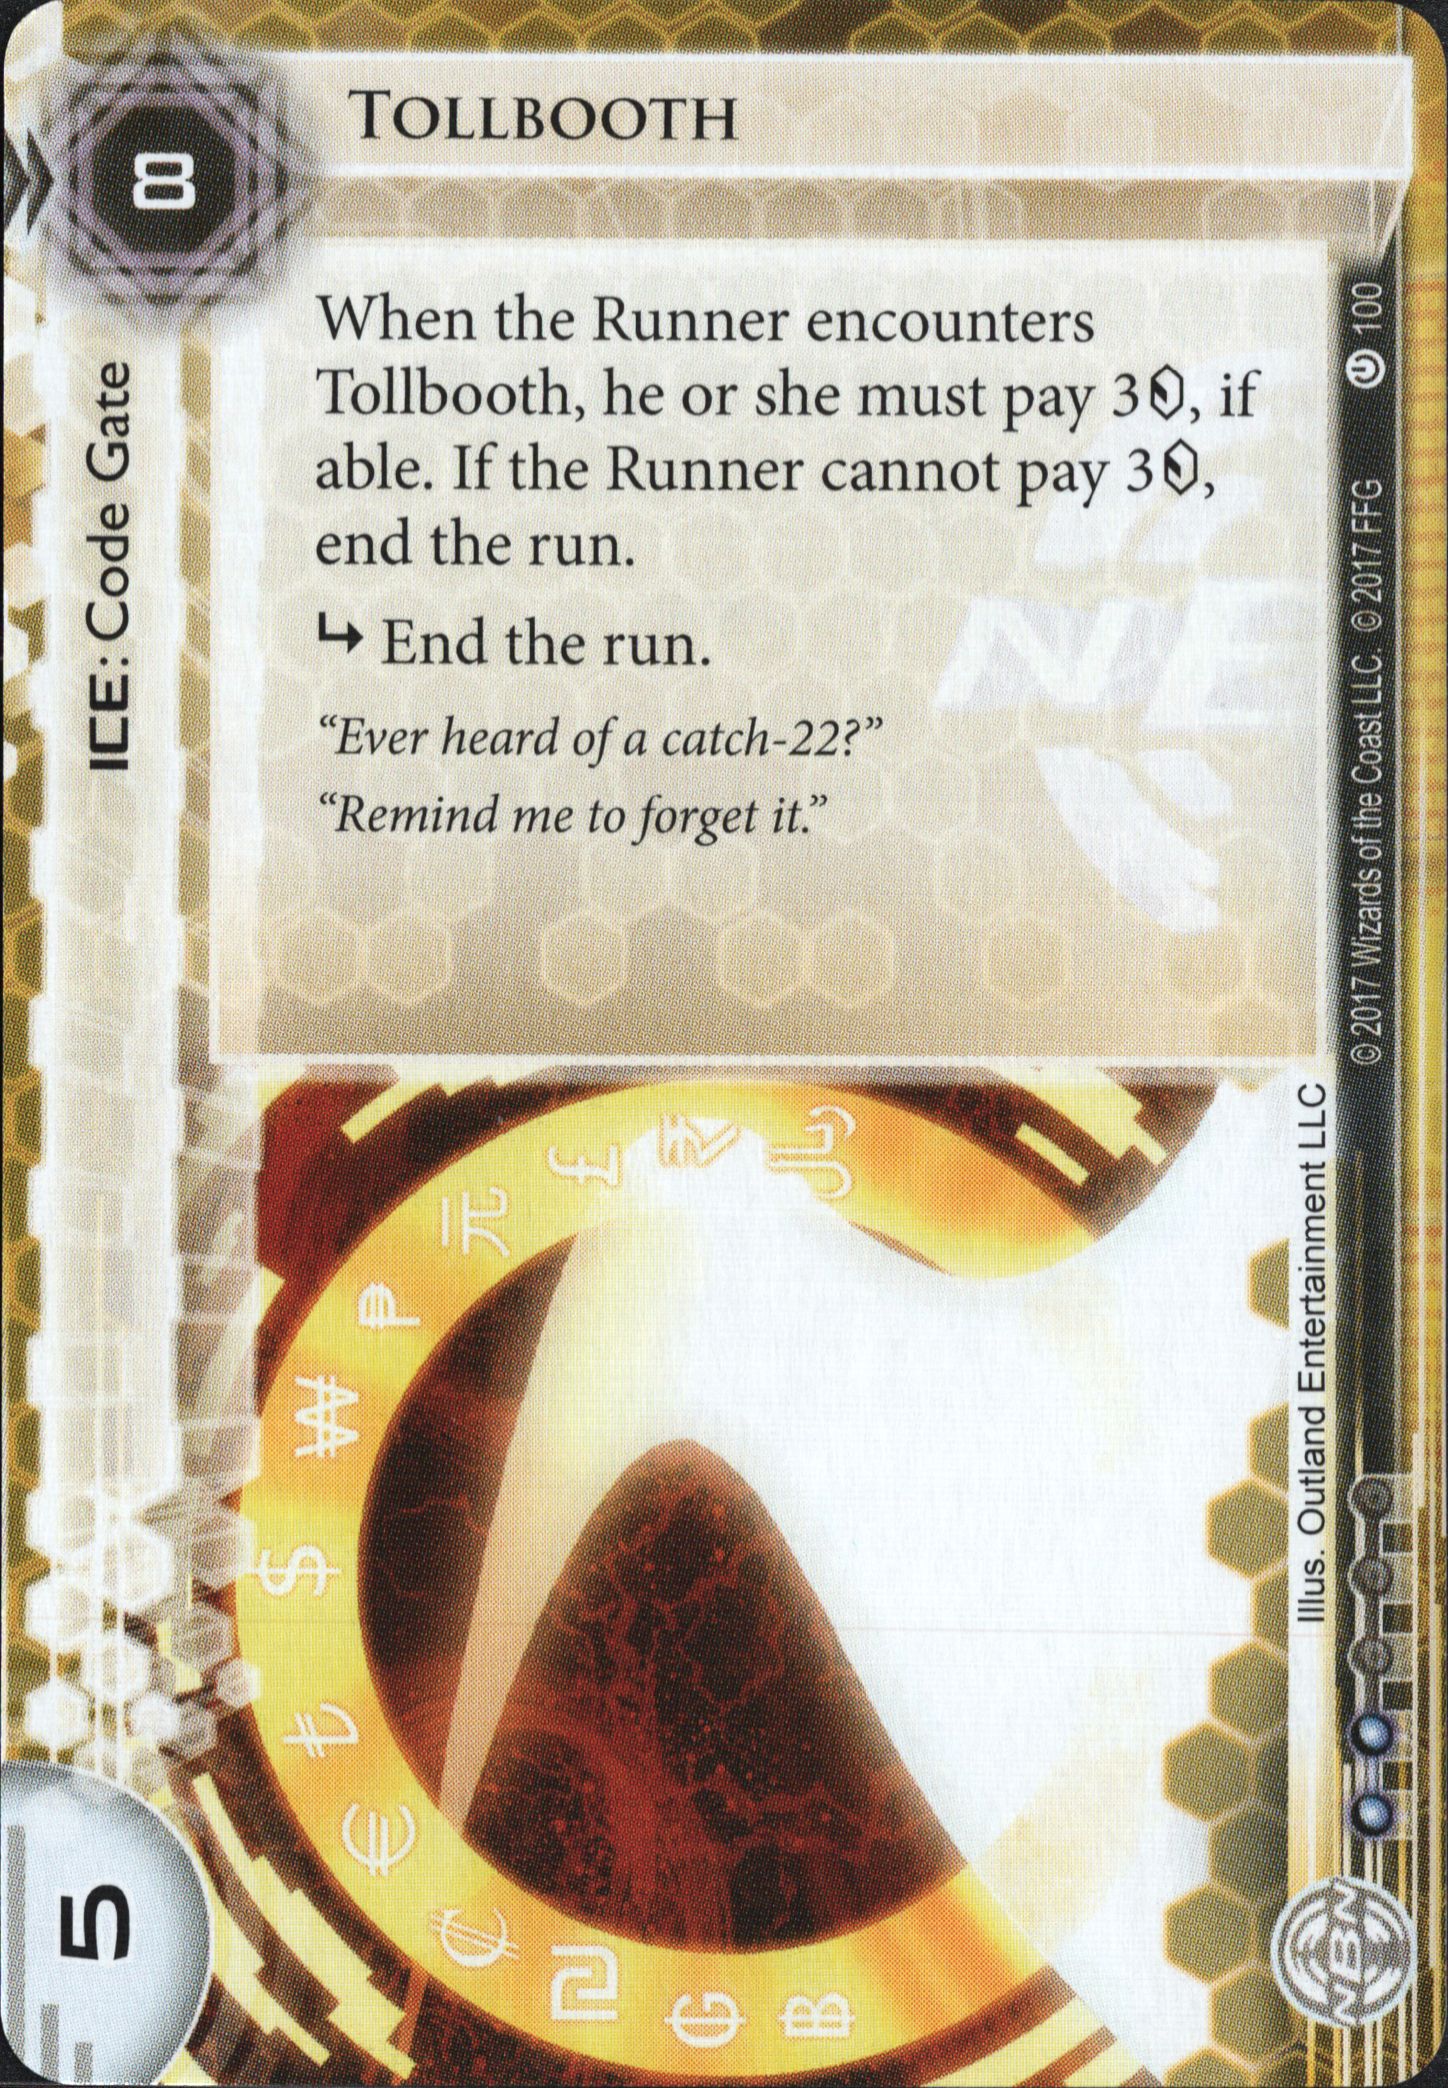 8
TOLLBOOTH
ICE: Code Gate
When the Runner encounters
Tollbooth, he or she must pay 3, if
able. If the Runner cannot pay 3,
end the run.
↳ End the run.
“Ever heard of a catch-22?”
“Remind me to forget it.”
5
£
元
₱
₩
$
₺
€
₪
₲
฿
Illus. Outland Entertainment LLC
© 2017 Wizards of the Coast LLC. © 2017 FFG
100
NBN